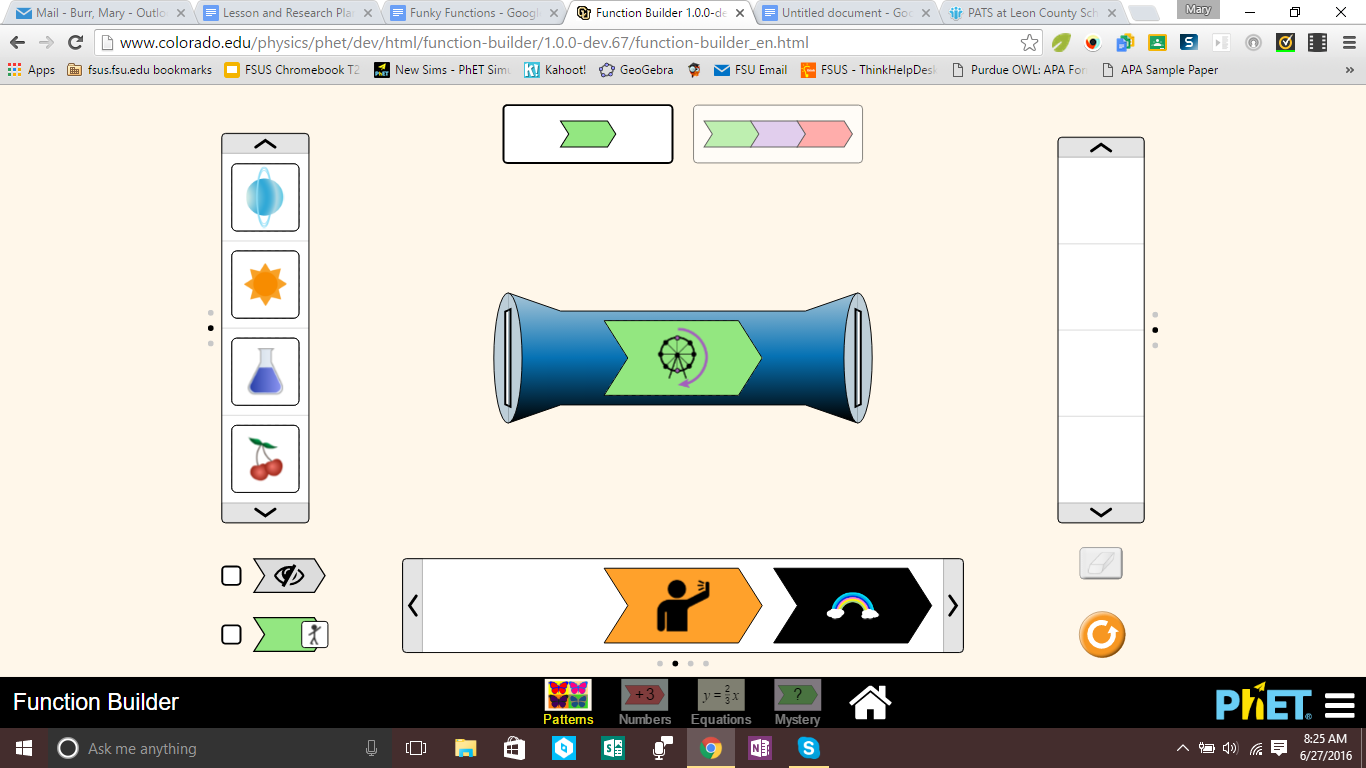 Mail - Burr, Mary - Outlo
Lesson and Research Pla
Funky Functions - Googl
Function Builder 1.0.0-de
Untitled document - Goo
PATS at Leon County Sch
Mary
www.colorado.edu/physics/phet/dev/html/function-builder/1.0.0-dev.67/function-builder_en.html
Apps
fsus.fsu.edu bookmarks
FSUS Chromebook T2
New Sims - PhET Simu
Kahoot!
GeoGebra
FSU Email
FSUS - ThinkHelpDesk
Purdue OWL: APA For
APA Sample Paper
»
Function Builder
Patterns
+3
Numbers
y = 2/3 x
Equations
?
Mystery
PhET
Ask me anything
8:25 AM
6/27/2016